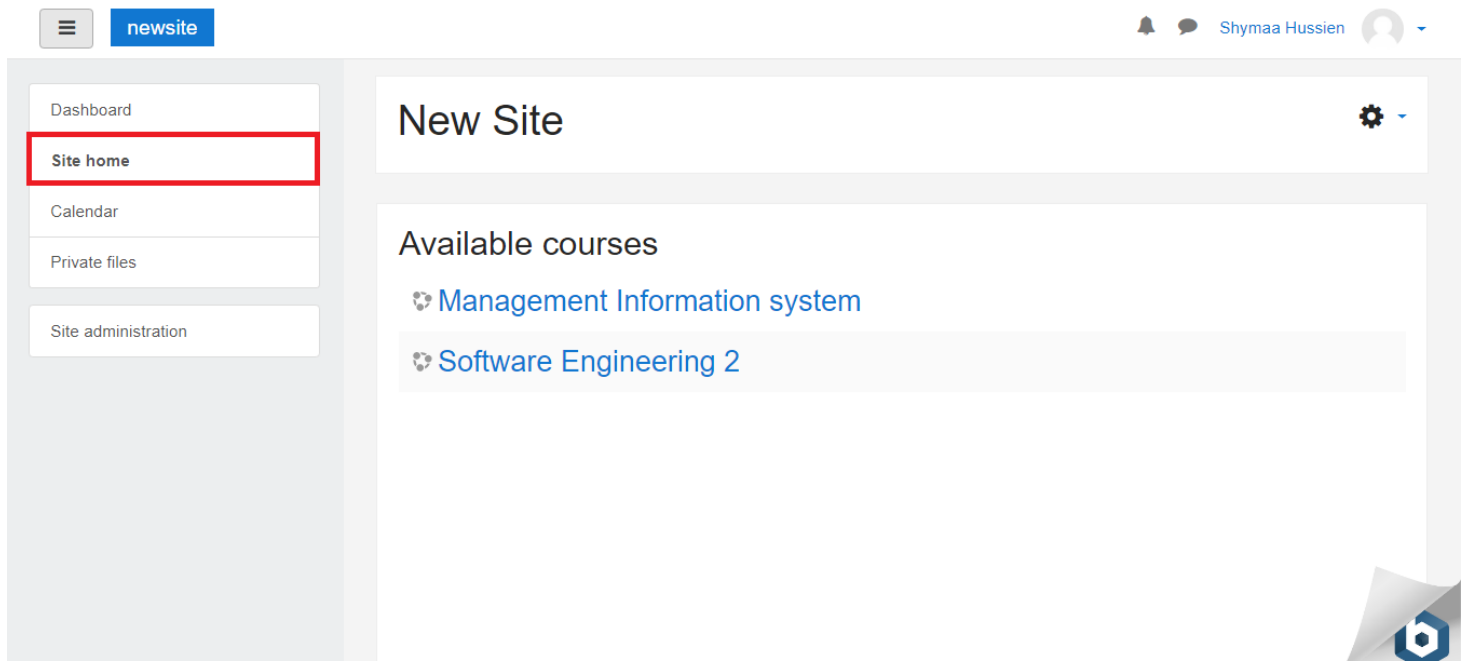 newsite
Shymaa Hussien
Dashboard
Site home
Calendar
Private files
Site administration
New Site
Available courses
Management Information system
Software Engineering 2
b